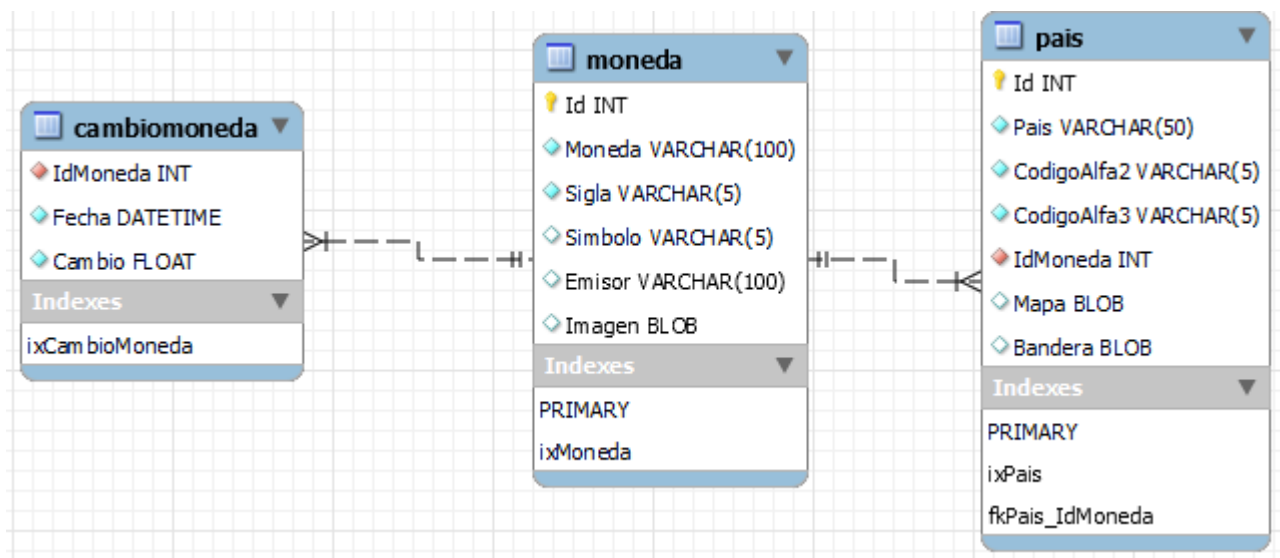 cambiomoneda
IdMoneda INT
Fecha DATETIME
Cambio FLOAT
Indexes
ixCambioMoneda
moneda
Id INT
Moneda VARCHAR(100)
Sigla VARCHAR(5)
Simbolo VARCHAR(5)
Emisor VARCHAR(100)
Imagen BLOB
Indexes
PRIMARY
ixMoneda
pais
Id INT
Pais VARCHAR(50)
CodigoAlfa2 VARCHAR(5)
CodigoAlfa3 VARCHAR(5)
IdMoneda INT
Mapa BLOB
Bandera BLOB
Indexes
PRIMARY
ixPais
fkPais_IdMoneda